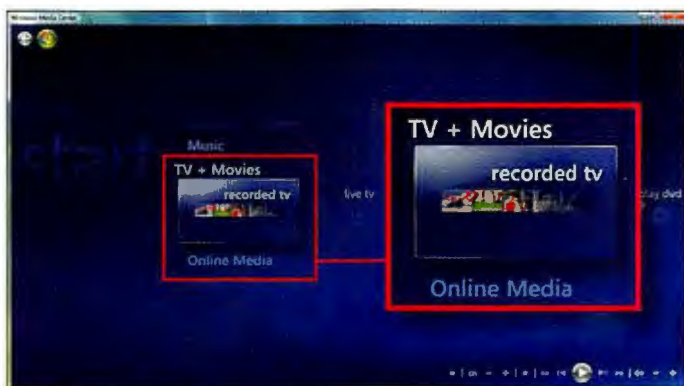 Windows Media Center
Music
TV + Movies
recorded tv
Online Media
live tv
TV + Movies
recorded tv
Online Media
play dvd